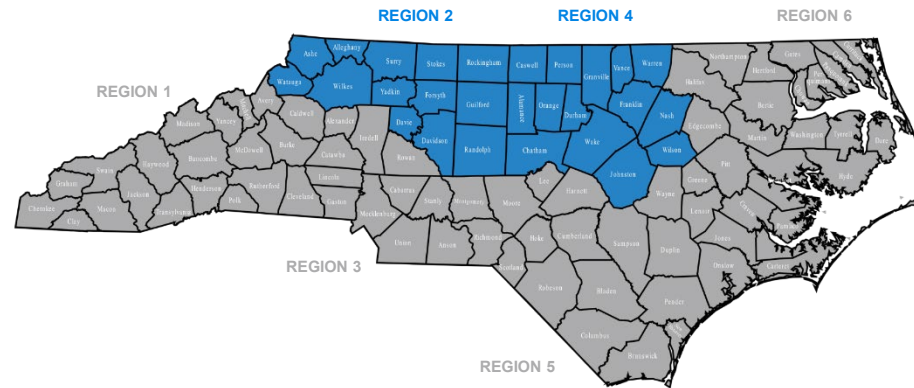 REGION 2
REGION 4
REGION 6
REGION 1
REGION 3
REGION 5
Ashe
Alleghany
Surry
Stokes
Rockingham
Caswell
Person
Granville
Vance
Warren
Northampton
Gates
Hertford
Halifax
Watauga
Wilkes
Yadkin
Forsyth
Guilford
Alamance
Orange
Durham
Franklin
Nash
Edgecombe
Bertie
Avery
Caldwell
Alexander
Iredell
Davie
Davidson
Randolph
Chatham
Wake
Wilson
Martin
Washington
Tyrrell
Dare
Madison
Yancey
Buncombe
McDowell
Burke
Catawba
Rowan
Johnston
Greene
Pitt
Hyde
Haywood
Swain
Graham
Cherokee
Clay
Macon
Jackson
Transylvania
Henderson
Polk
Rutherford
Cleveland
Lincoln
Gaston
Mecklenburg
Cabarrus
Stanly
Moore
Lee
Harnett
Wayne
Lenoir
Craven
Jones
Carteret
Onslow
Duplin
Sampson
Cumberland
Hoke
Scotland
Richmond
Anson
Union
Robeson
Bladen
Pender
Columbus
Brunswick